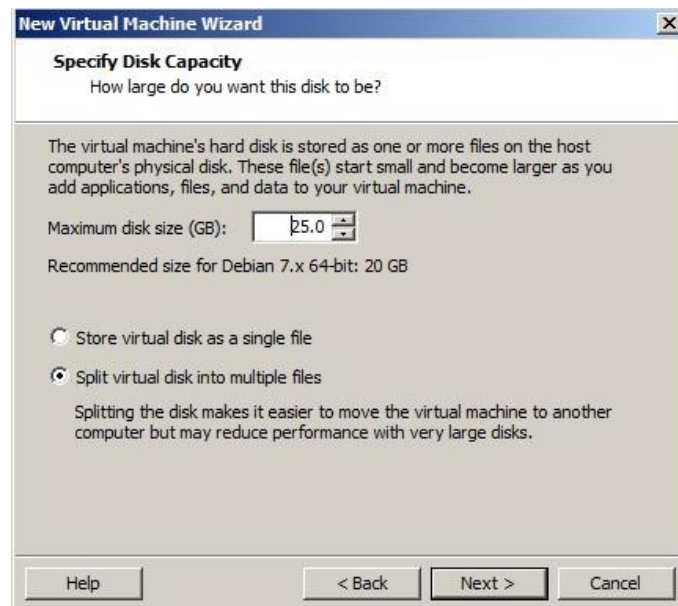 New Virtual Machine Wizard
Specify Disk Capacity
How large do you want this disk to be?
The virtual machine's hard disk is stored as one or more files on the host
computer's physical disk. These file(s) start small and become larger as you
add applications, files, and data to your virtual machine.
Maximum disk size (GB): 25.0
Recommended size for Debian 7.x 64-bit: 20 GB
Store virtual disk as a single file
Split virtual disk into multiple files
Splitting the disk makes it easier to move the virtual machine to another
computer but may reduce performance with very large disks.
Help < Back Next > Cancel